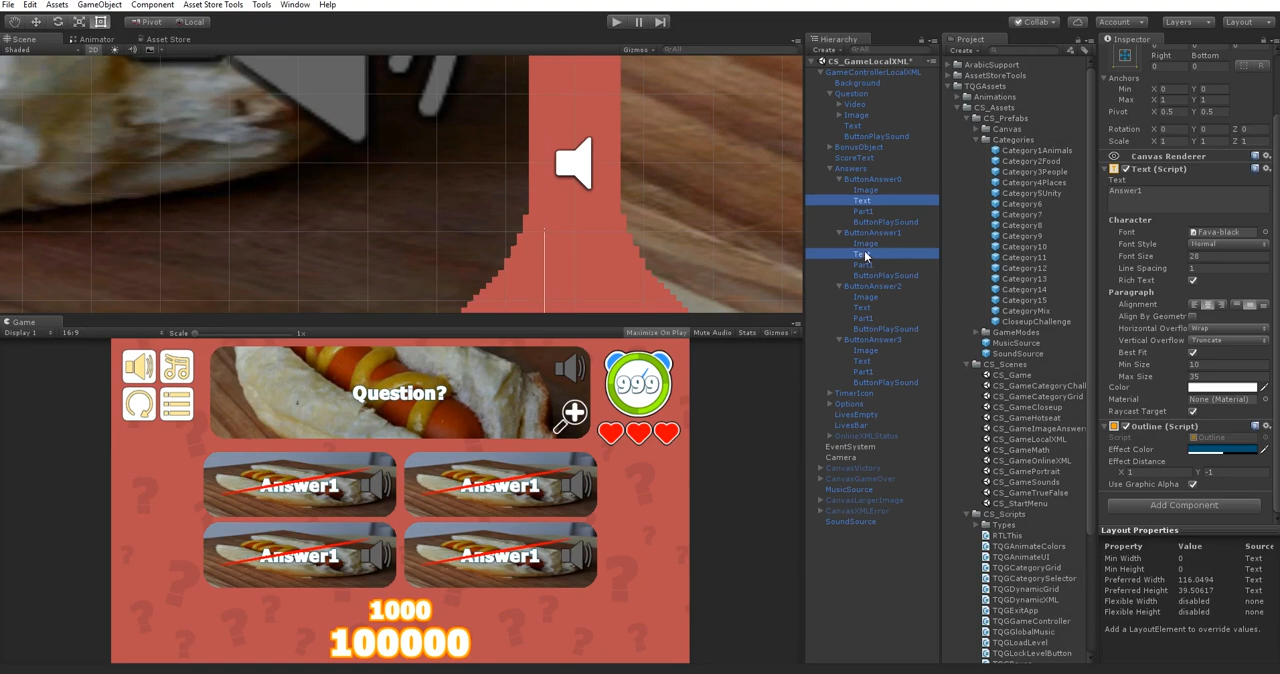 File Edit Assets GameObject Component Asset Store Tools Tools Window Help
Pivot Local Collab Account Layers Layout
Scene Animator Asset Store
Shaded 2D Gizmos All
Game
Display 1 16:9 Scale 1x Maximize On Play Mute Audio Stats Gizmos
Question?
999
Answer1 Answer1
Answer1 Answer1
1000
100000
Hierarchy
Create All
CS_GameLocalXML*
GameControllerLocalXML
Background
Question
Video
Image
Text
ButtonPlaySound
BonusObject
ScoreText
Answers
ButtonAnswer0
Image
Text
Part1
ButtonPlaySound
ButtonAnswer1
Image
Text
Part1
ButtonPlaySound
ButtonAnswer2
Image
Text
Part1
ButtonPlaySound
ButtonAnswer3
Image
Text
Part1
ButtonPlaySound
TimerIcon
Options
LivesEmpty
LivesBar
OnlineXMLStatus
EventSystem
Camera
CanvasVictory
CanvasGameOver
MusicSource
CanvasLargerImage
CanvasXMLError
SoundSource
Project
Create
ArabicSupport
AssetStoreTools
TQGAssets
Animations
CS_Assets
CS_Prefabs
Canvas
Categories
Category1Animals
Category2Food
Category3People
Category4Places
Category5Unity
Category6
Category7
Category8
Category9
Category10
Category11
Category12
Category13
Category14
Category15
CategoryMix
CloseupChallenge
GameModes
MusicSource
SoundSource
CS_Scenes
CS_Game
CS_GameCategoryChall
CS_GameCategoryGrid
CS_GameCloseup
CS_GameHotseat
CS_GameImageAnswers
CS_GameLocalXML
CS_GameMath
CS_GameOnlineXML
CS_GamePortrait
CS_GameSounds
CS_GameTrueFalse
CS_StartMenu
CS_Scripts
Types
RTLThis
TQGAnimateColors
TQGAnimateUI
TQGCategoryGrid
TQGCategorySelector
TQGDynamicGrid
TQGDynamicXML
TQGExitApp
TQGGameController
TQGGlobalMusic
TQGLoadLevel
TQGLockLevelButton
Inspector
Right Bottom
0 0 R
Anchors
Min X 0 Y 0
Max X 1 Y 1
Pivot X 0.5 Y 0.5
Rotation X 0 Y 0 Z 0
Scale X 1 Y 1 Z 1
Canvas Renderer
Text (Script)
Text
Answer1
Character
Font Fava-black
Font Style Normal
Font Size 28
Line Spacing 1
Rich Text
Paragraph
Alignment
Align By Geometr
Horizontal Overflo Wrap
Vertical Overflow Truncate
Best Fit
Min Size 10
Max Size 35
Color
Material None (Material)
Raycast Target
Outline (Script)
Script Outline
Effect Color
Effect Distance
X 1 Y -1
Use Graphic Alpha
Add Component
Layout Properties
Property Value Source
Min Width 0 Text
Min Height 0 Text
Preferred Width 116.0494 Text
Preferred Height 39.50617 Text
Flexible Width disabled none
Flexible Height disabled none
Add a LayoutElement to override values.